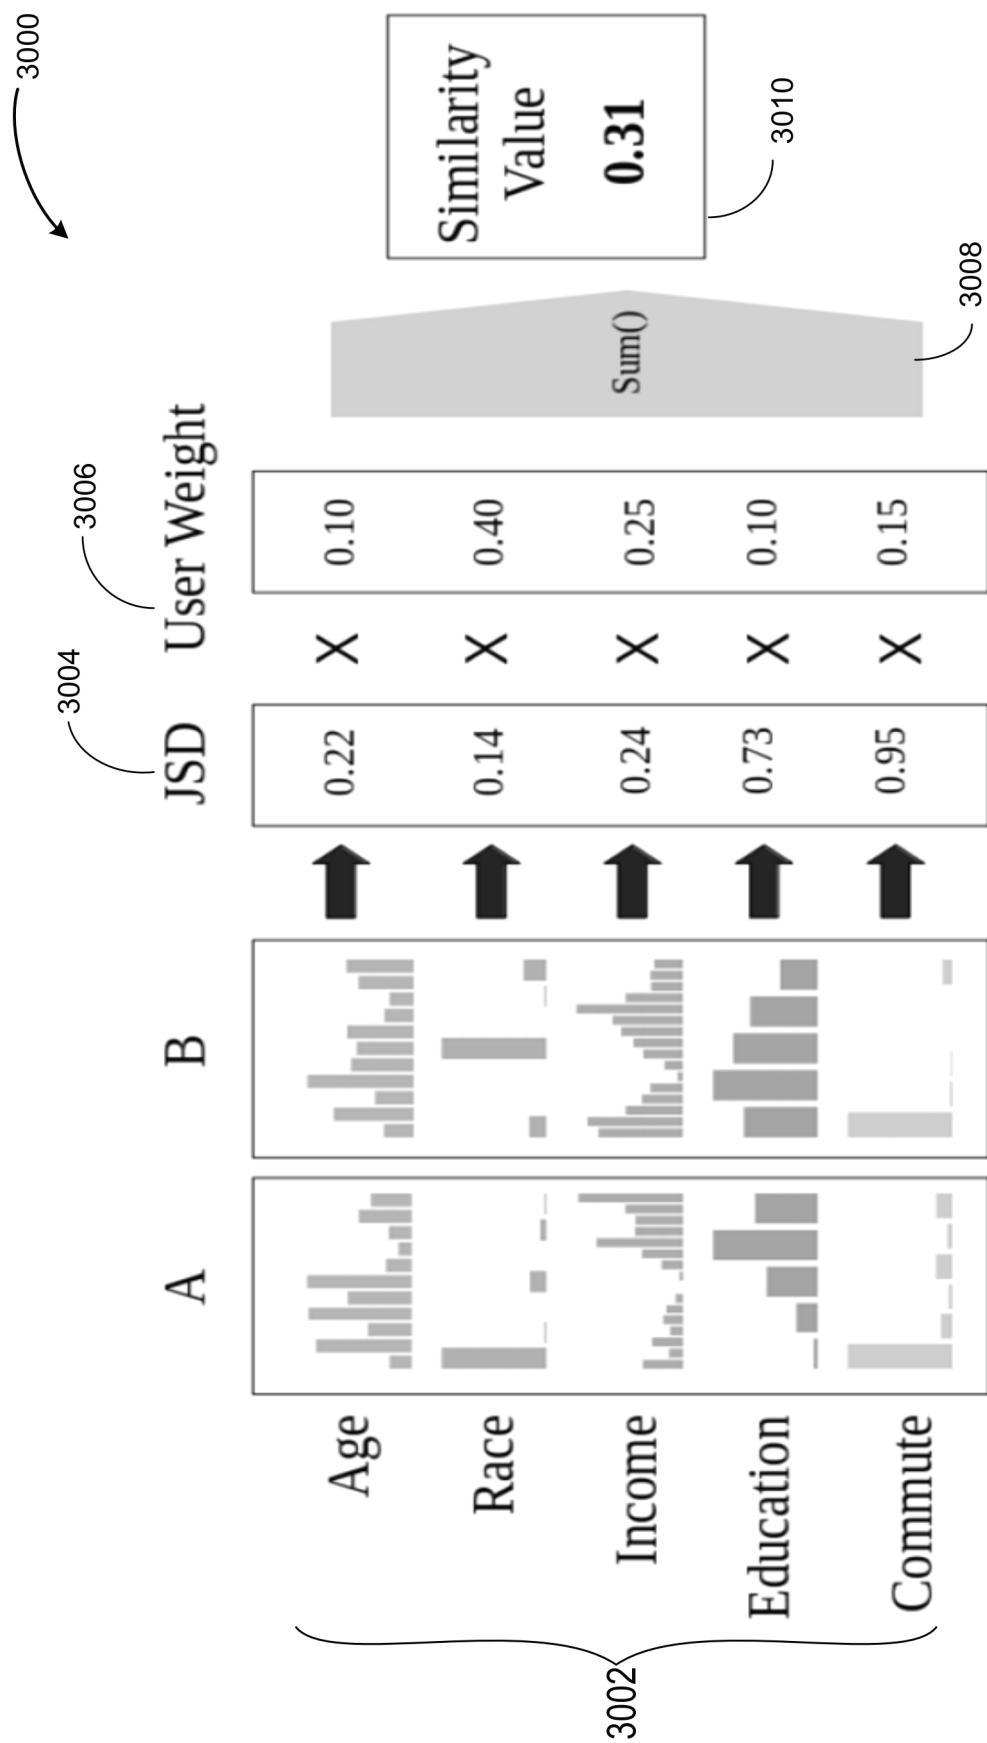 3000
3004
3006
A
B
JSD
User Weight
Age
0.22
X
0.10
Race
0.14
X
0.40
Income
0.24
X
0.25
Education
0.73
X
0.10
Commute
0.95
X
0.15
Sum()
Similarity
Value
0.31
3002
3008
3010